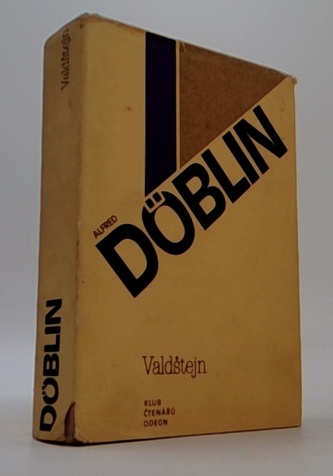 Valdštejn
DÖBLIN
ALFRED
DÖBLIN
Valdštejn
KLUB
ČTENÁŘŮ
ODEON